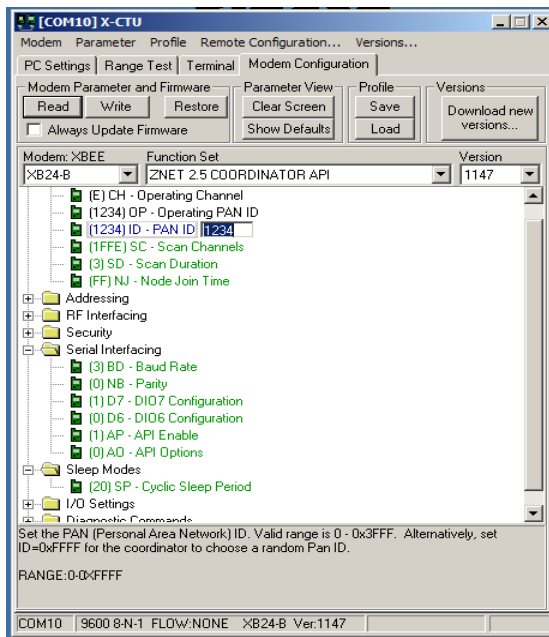 [COM10] X-CTU
Modem Parameter Profile Remote Configuration... Versions...
PC Settings Range Test Terminal Modem Configuration
Modem Parameter and Firmware Parameter View Profile Versions
Read Write Restore Clear Screen Save Download new versions...
Always Update Firmware Show Defaults Load
Modem: XBEE Function Set Version
XB24-B ZNET 2.5 COORDINATOR API 1147
(E) CH - Operating Channel
(1234) OP - Operating PAN ID
(1234) ID - PAN ID 1234
(1FFE) SC - Scan Channels
(3) SD - Scan Duration
(FF) NJ - Node Join Time
Addressing
RF Interfacing
Security
Serial Interfacing
(3) BD - Baud Rate
(0) NB - Parity
(1) D7 - DIO7 Configuration
(0) D6 - DIO6 Configuration
(1) AP - API Enable
(0) AO - API Options
Sleep Modes
(20) SP - Cyclic Sleep Period
I/O Settings
Diagnostic Commands
Set the PAN (Personal Area Network) ID. Valid range is 0 - 0x3FFF. Alternatively, set
ID=0xFFFF for the coordinator to choose a random Pan ID.
RANGE:0-0XFFFF
COM10 9600 8-N-1 FLOW:NONE XB24-B Ver:1147